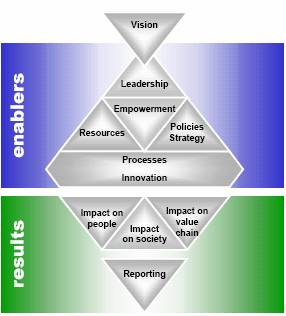 Vision
enablers
Leadership
Empowerment
Resources
Policies
Strategy
Processes
Innovation
results
Impact on
people
Impact
on society
Impact on
value
chain
Reporting